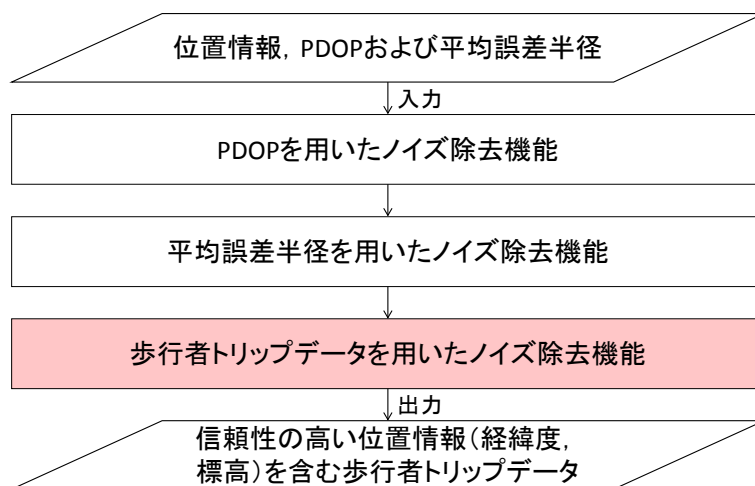 位置情報，PDOPおよび平均誤差半径
入力
PDOPを用いたノイズ除去機能
平均誤差半径を用いたノイズ除去機能
歩行者トリップデータを用いたノイズ除去機能
出力
信頼性の高い位置情報（経緯度，
標高）を含む歩行者トリップデータ